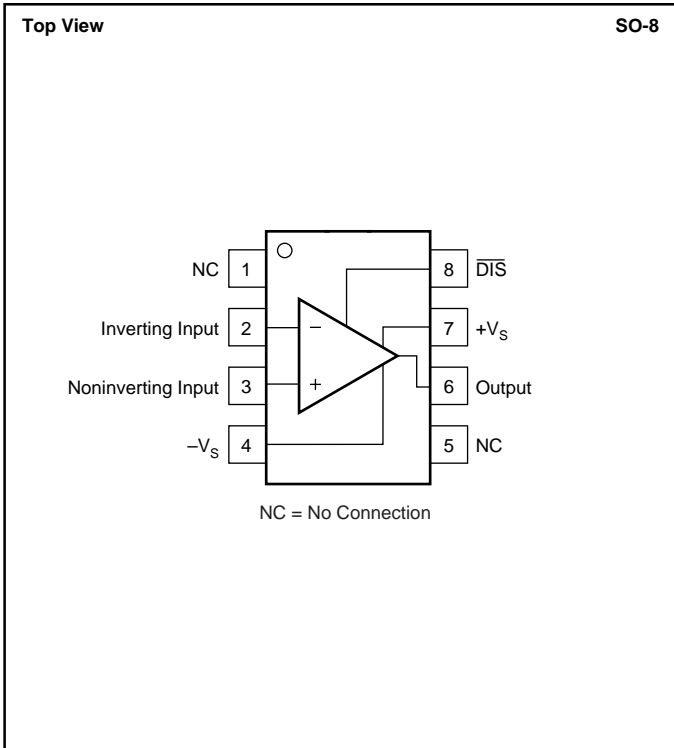 Top View SO-8
NC 1 8 D̅I̅S̅
Inverting Input 2 − 7 +VS
Noninverting Input 3 + 6 Output
–VS 4 5 NC
NC = No Connection